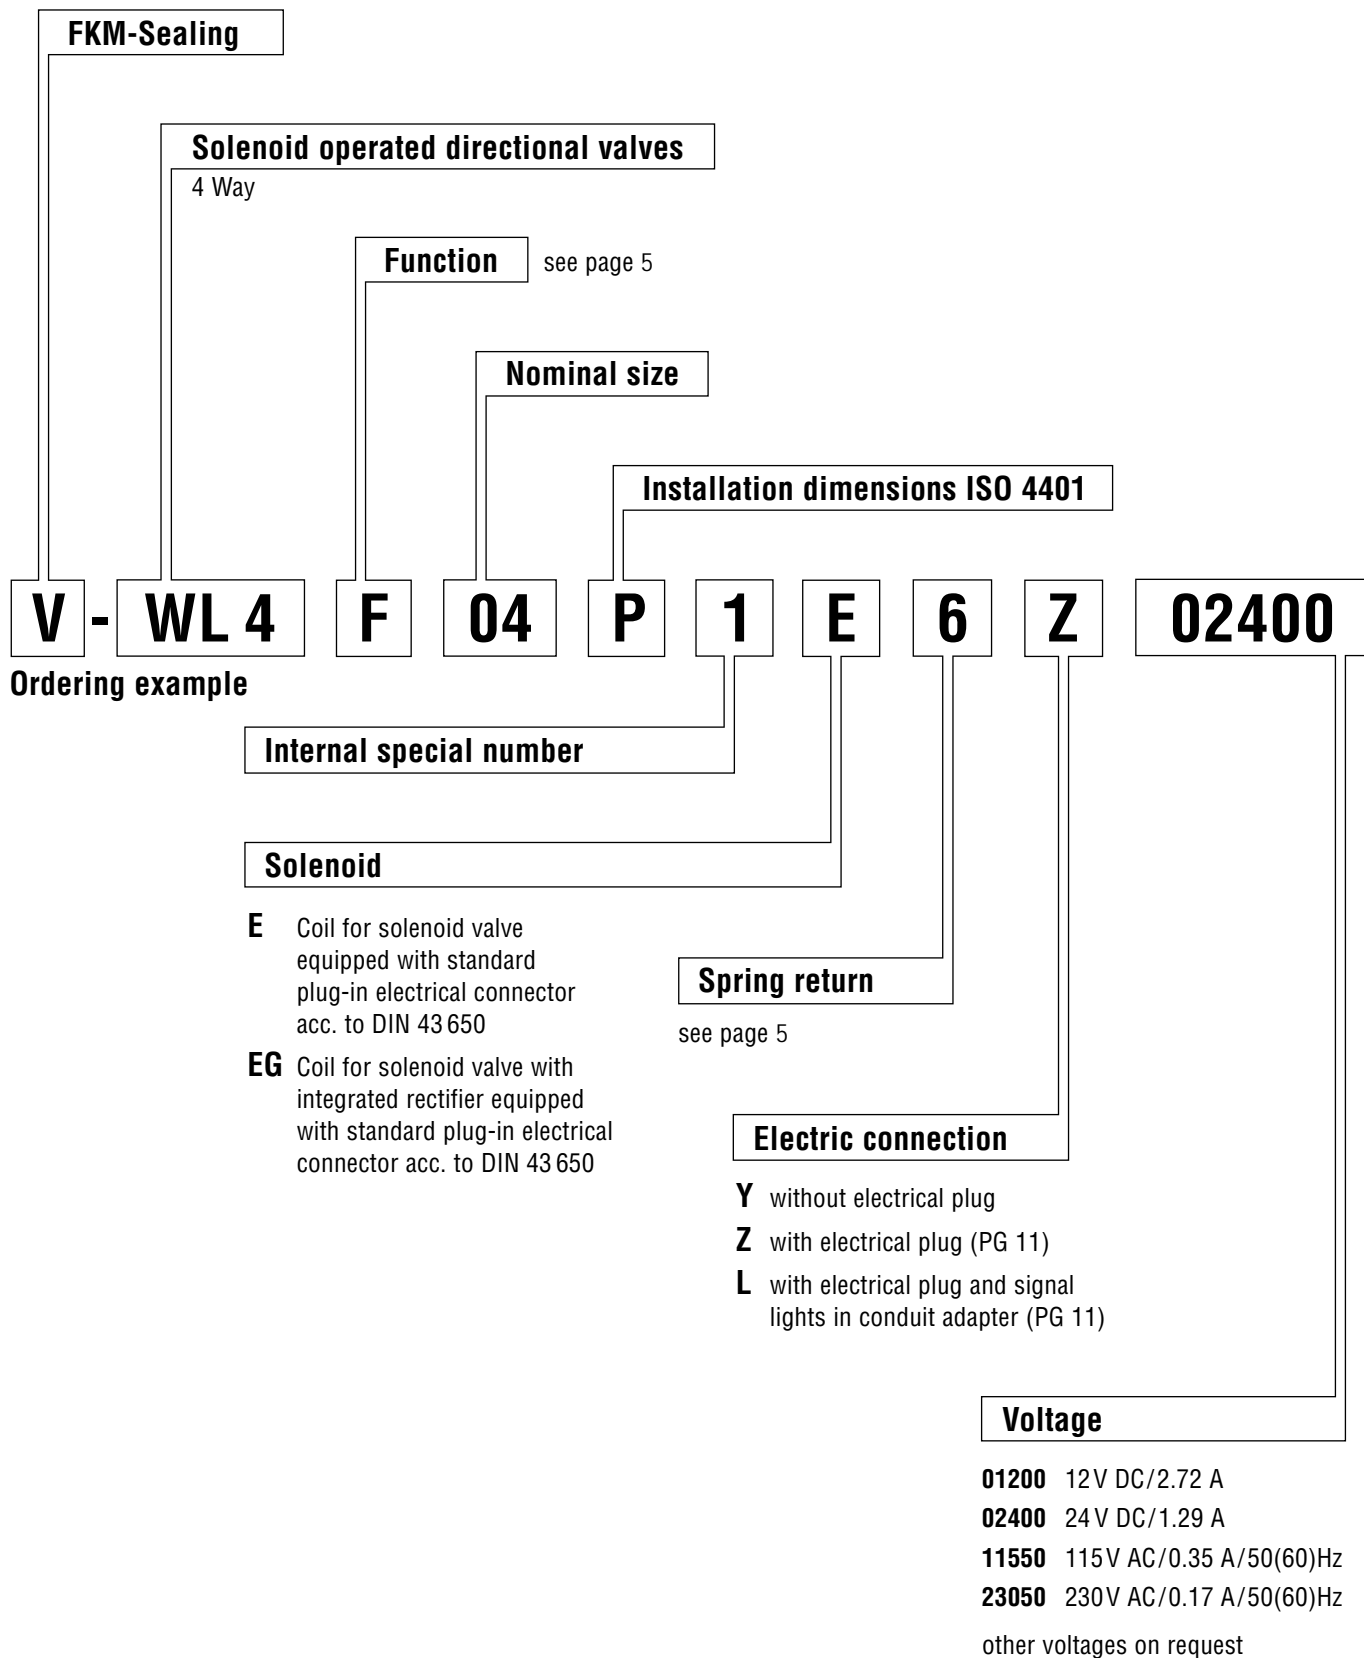 FKM-Sealing
Solenoid operated directional valves
4 Way
Function see page 5
Nominal size
Installation dimensions ISO 4401
V - WL 4 F 04 P 1 E 6 Z 02400
Ordering example
Internal special number
Solenoid
E Coil for solenoid valve
equipped with standard
plug-in electrical connector
acc. to DIN 43 650
EG Coil for solenoid valve with
integrated rectifier equipped
with standard plug-in electrical
connector acc. to DIN 43 650
Spring return
see page 5
Electric connection
Y without electrical plug
Z with electrical plug (PG 11)
L with electrical plug and signal
lights in conduit adapter (PG 11)
Voltage
01200 12 V DC/2.72 A
02400 24 V DC/1.29 A
11550 115 V AC/0.35 A/50(60)Hz
23050 230 V AC/0.17 A/50(60)Hz
other voltages on request